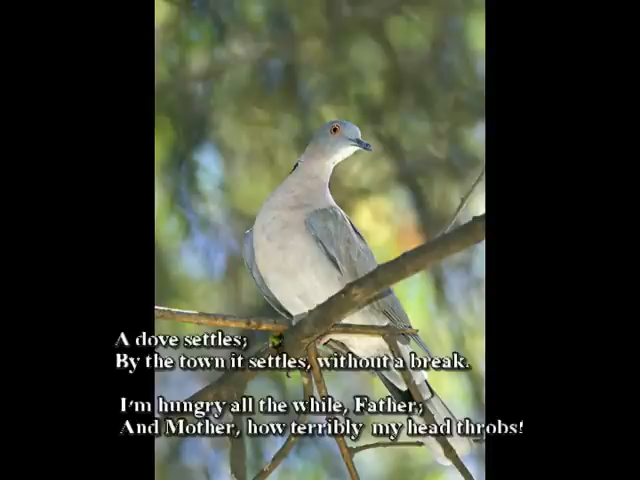 A dove settles;
By the town it settles, without a break.
I'm hungry all the while, Father;
And Mother, how terribly my head throbs!